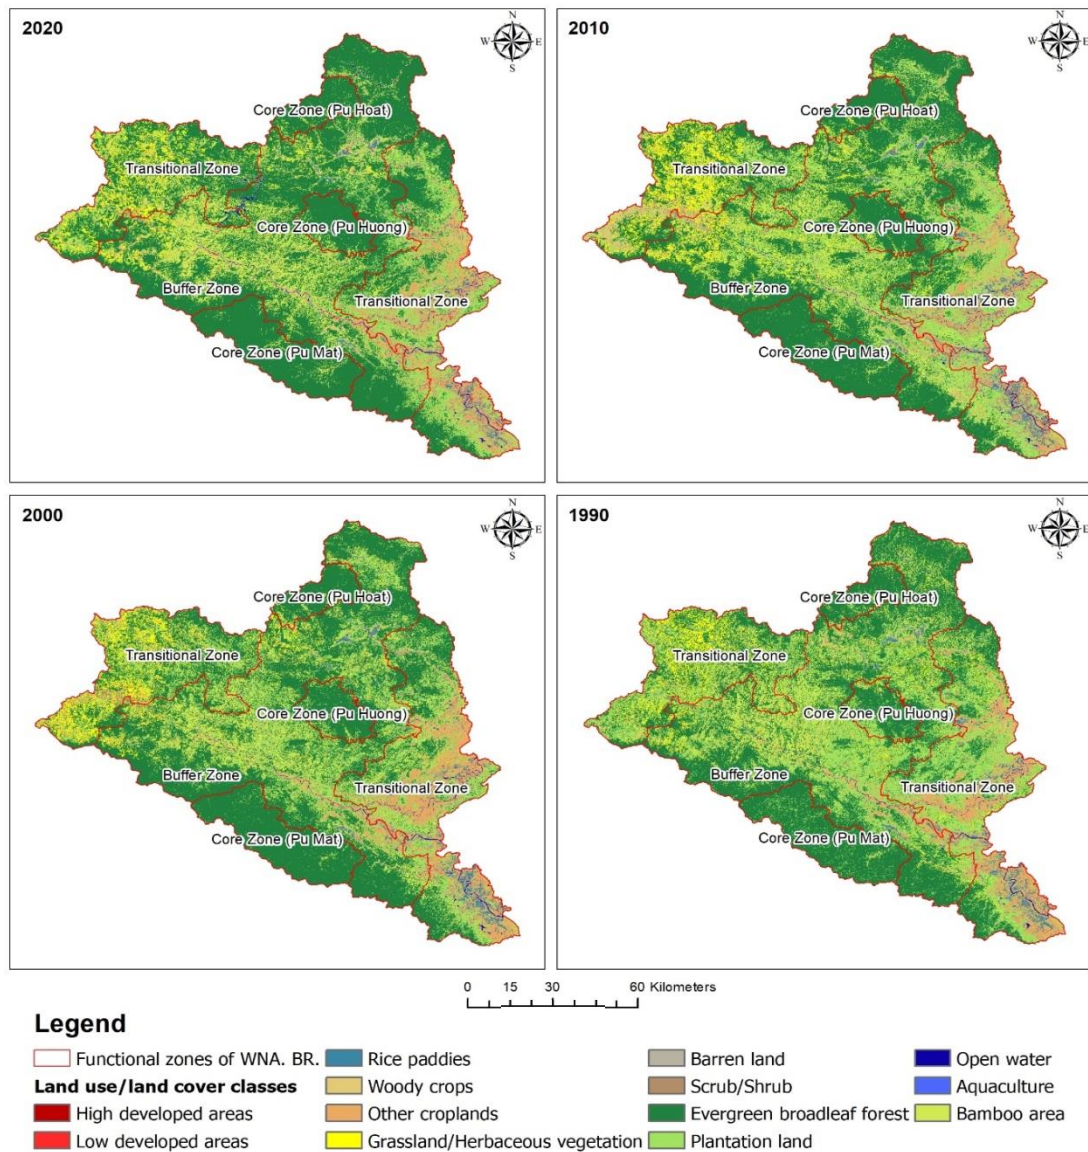 2020
N
W E
S
Core Zone (Pu Hoat)
Transitional Zone
Core Zone (Pu Huong)
Buffer Zone
Transitional Zone
Core Zone (Pu Mat)
2010
N
W E
S
Core Zone (Pu Hoat)
Transitional Zone
Core Zone (Pu Huong)
Buffer Zone
Transitional Zone
Core Zone (Pu Mat)
2000
N
W E
S
Core Zone (Pu Hoat)
Transitional Zone
Core Zone (Pu Huong)
Buffer Zone
Transitional Zone
Core Zone (Pu Mat)
1990
N
W E
S
Core Zone (Pu Hoat)
Transitional Zone
Core Zone (Pu Huong)
Buffer Zone
Transitional Zone
Core Zone (Pu Mat)
0 15 30 60 Kilometers
Legend
Functional zones of WNA. BR.
Land use/land cover classes
High developed areas
Low developed areas
Rice paddies
Woody crops
Other croplands
Grassland/Herbaceous vegetation
Barren land
Scrub/Shrub
Evergreen broadleaf forest
Plantation land
Open water
Aquaculture
Bamboo area